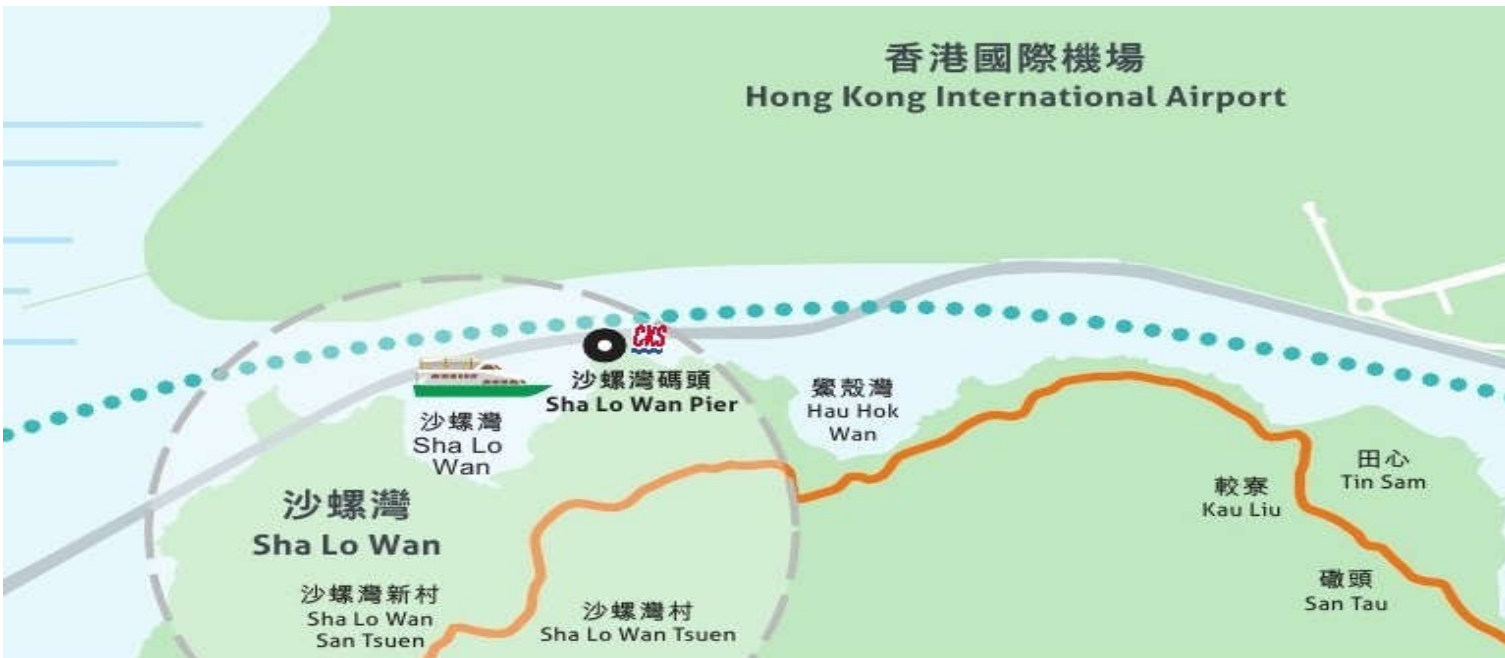 香港國際機場
Hong Kong International Airport
CKS
沙螺灣碼頭
Sha Lo Wan Pier
沙螺灣
Sha Lo
Wan
鱟殼灣
Hau Hok
Wan
沙螺灣
Sha Lo Wan
田心
Tin Sam
較寮
Kau Liu
沙螺灣新村
Sha Lo Wan
San Tsuen
沙螺灣村
Sha Lo Wan Tsuen
䃟頭
San Tau